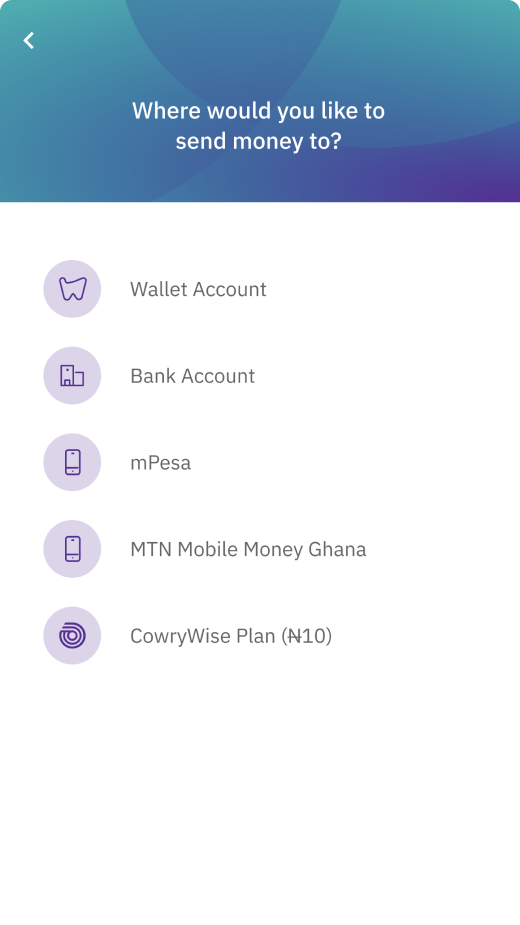 Where would you like to
send money to?
Wallet Account
Bank Account
mPesa
MTN Mobile Money Ghana
CowryWise Plan (₦10)